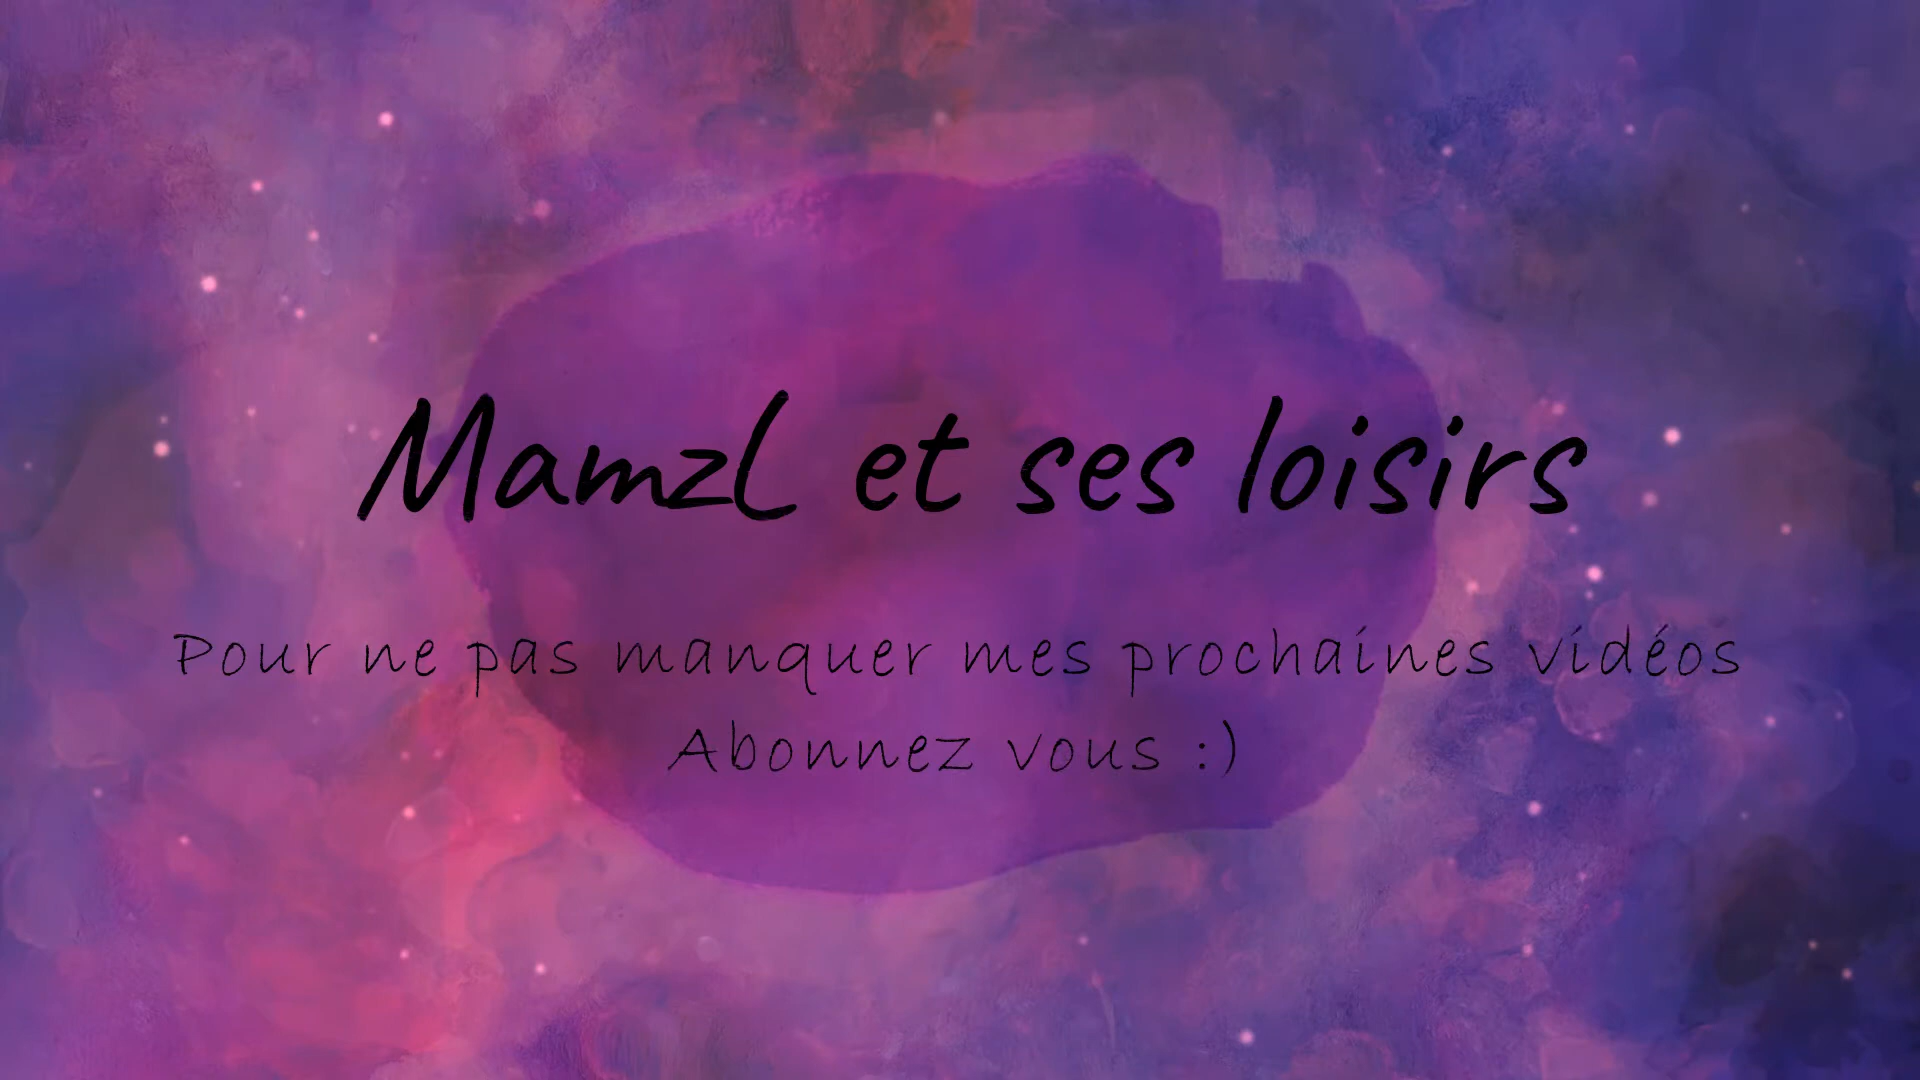 MamzL et ses loisirs
Pour ne pas manquer mes prochaines vidéos
Abonnez vous :)